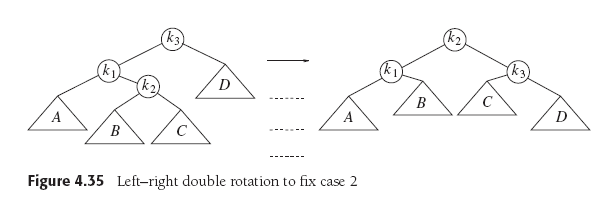 k3 k2
k1 k1 k3
k2 D
A B C A B C D
Figure 4.35 Left–right double rotation to fix case 2